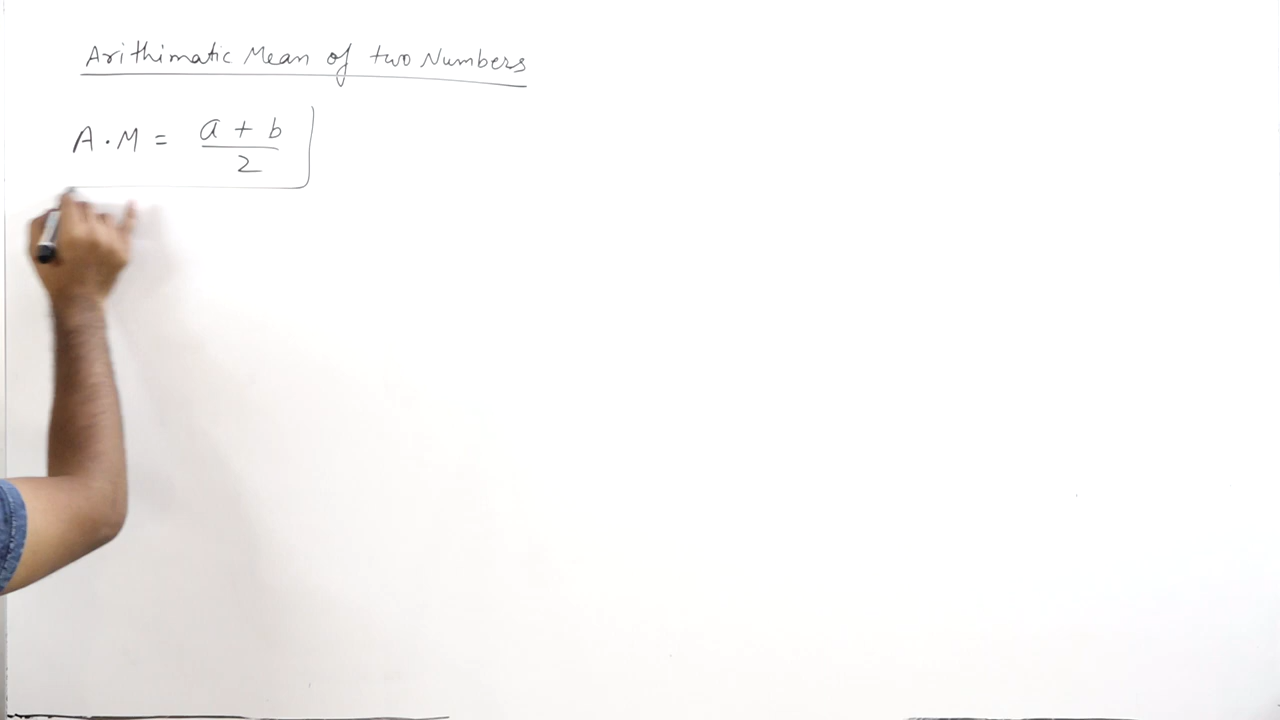 Arithimatic Mean of two Numbers
A.M = a + b / 2